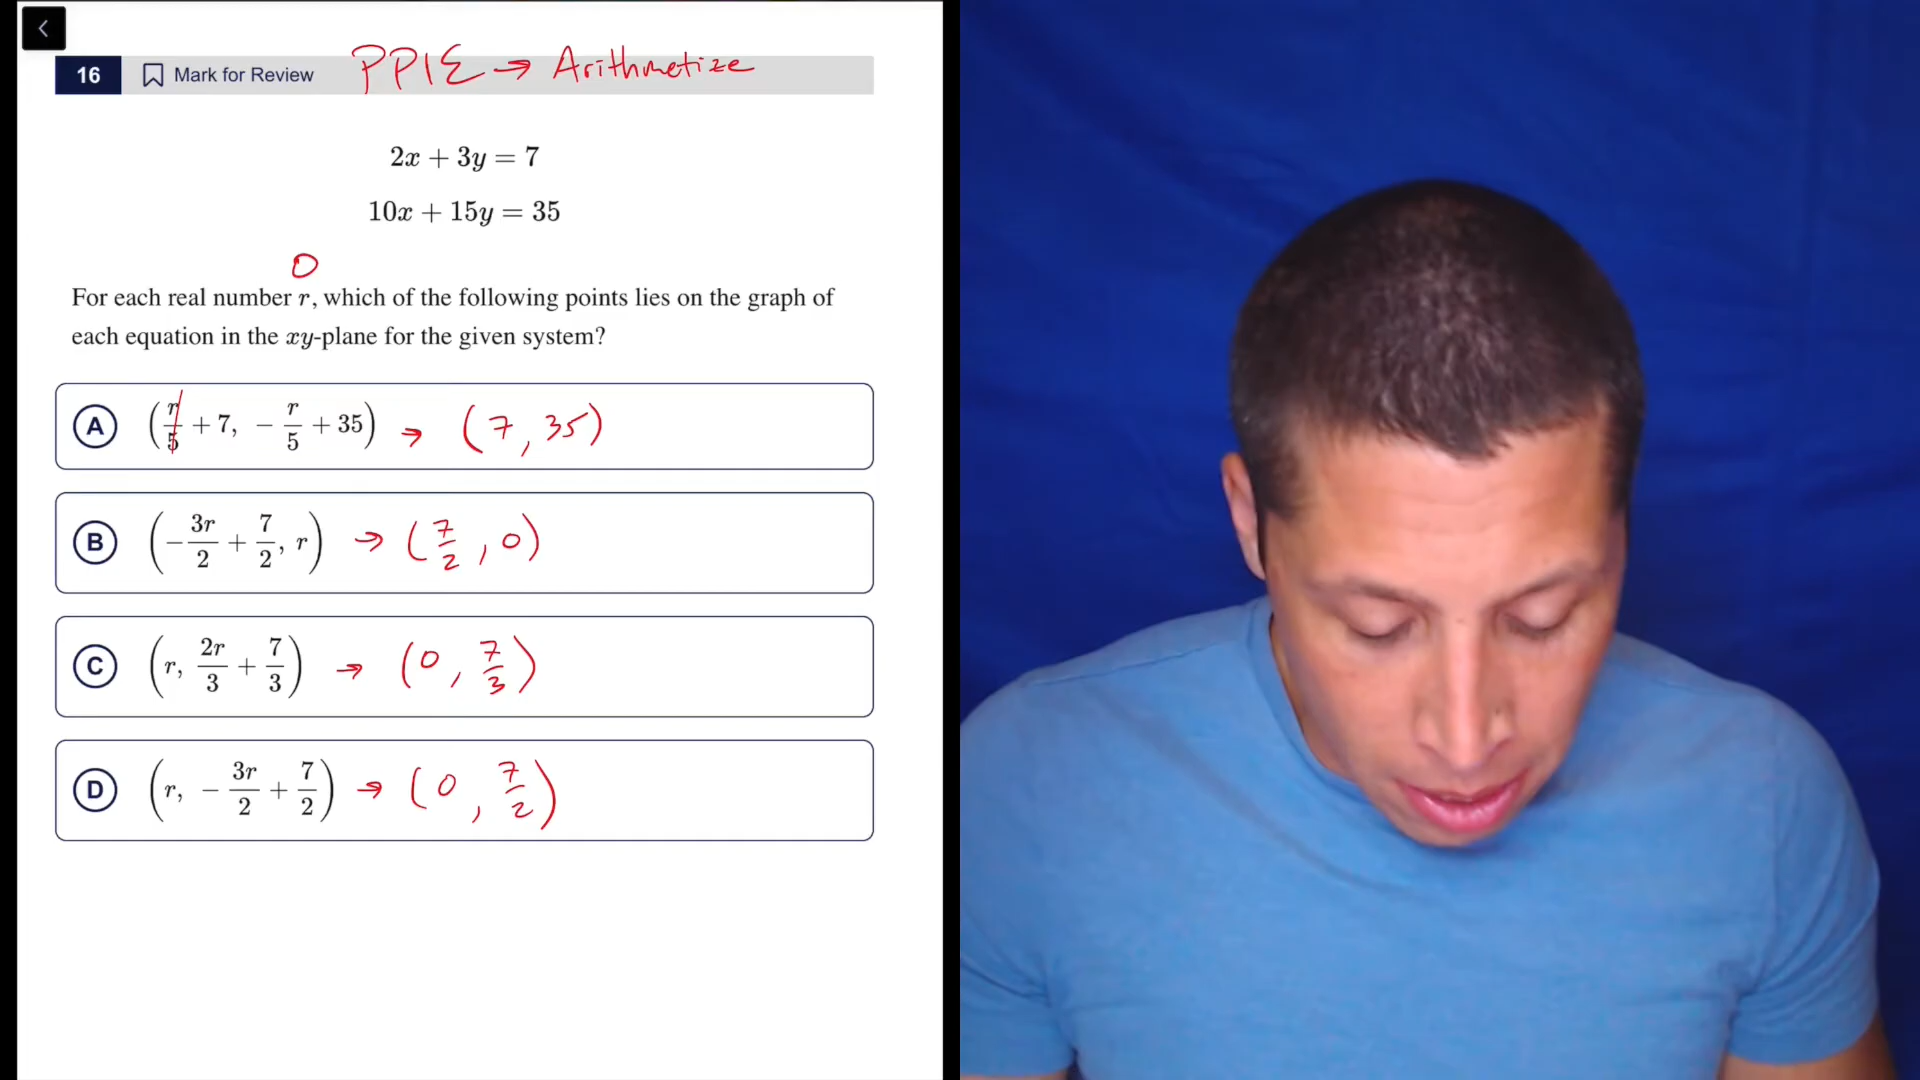 16 Mark for Review PPIE → Arithmetize
2x + 3y = 7
10x + 15y = 35
0
For each real number r, which of the following points lies on the graph of
each equation in the xy-plane for the given system?
A (r/5 + 7, −r/5 + 35) → (7, 35)
B (−3r/2 + 7/2, r) → (7/2, 0)
C (r, 2r/3 + 7/3) → (0, 7/3)
D (r, −3r/2 + 7/2) → (0, 7/2)